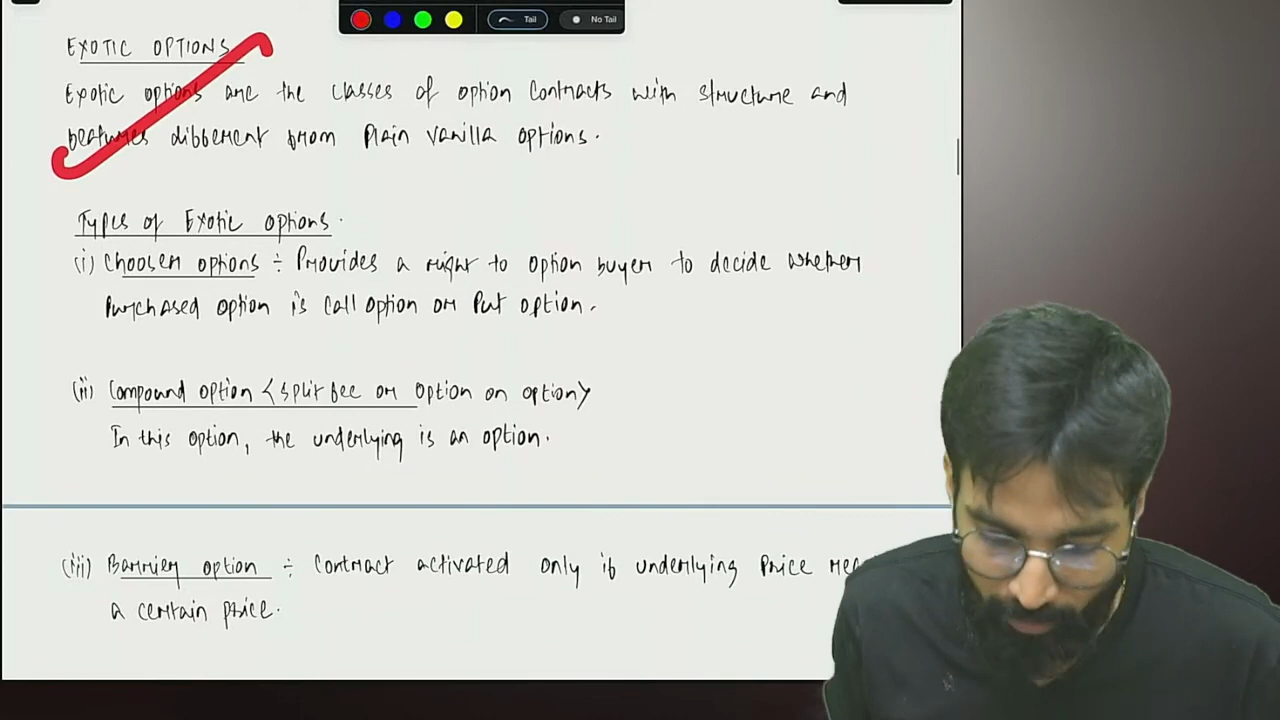 Tail
No Tail
EXOTIC OPTIONS
Exotic options are the classes of option contracts with structure and
features different from Plain vanilla options.
Types of Exotic options.
(i) Chooser options ÷ Provides a right to option buyer to decide whether
purchased option is call option or Put option.
(ii) Compound option <split fee or option on option>
In this option, the underlying is an option.
(iii) Barrier option ÷ Contract activated only if underlying Price
a certain price.